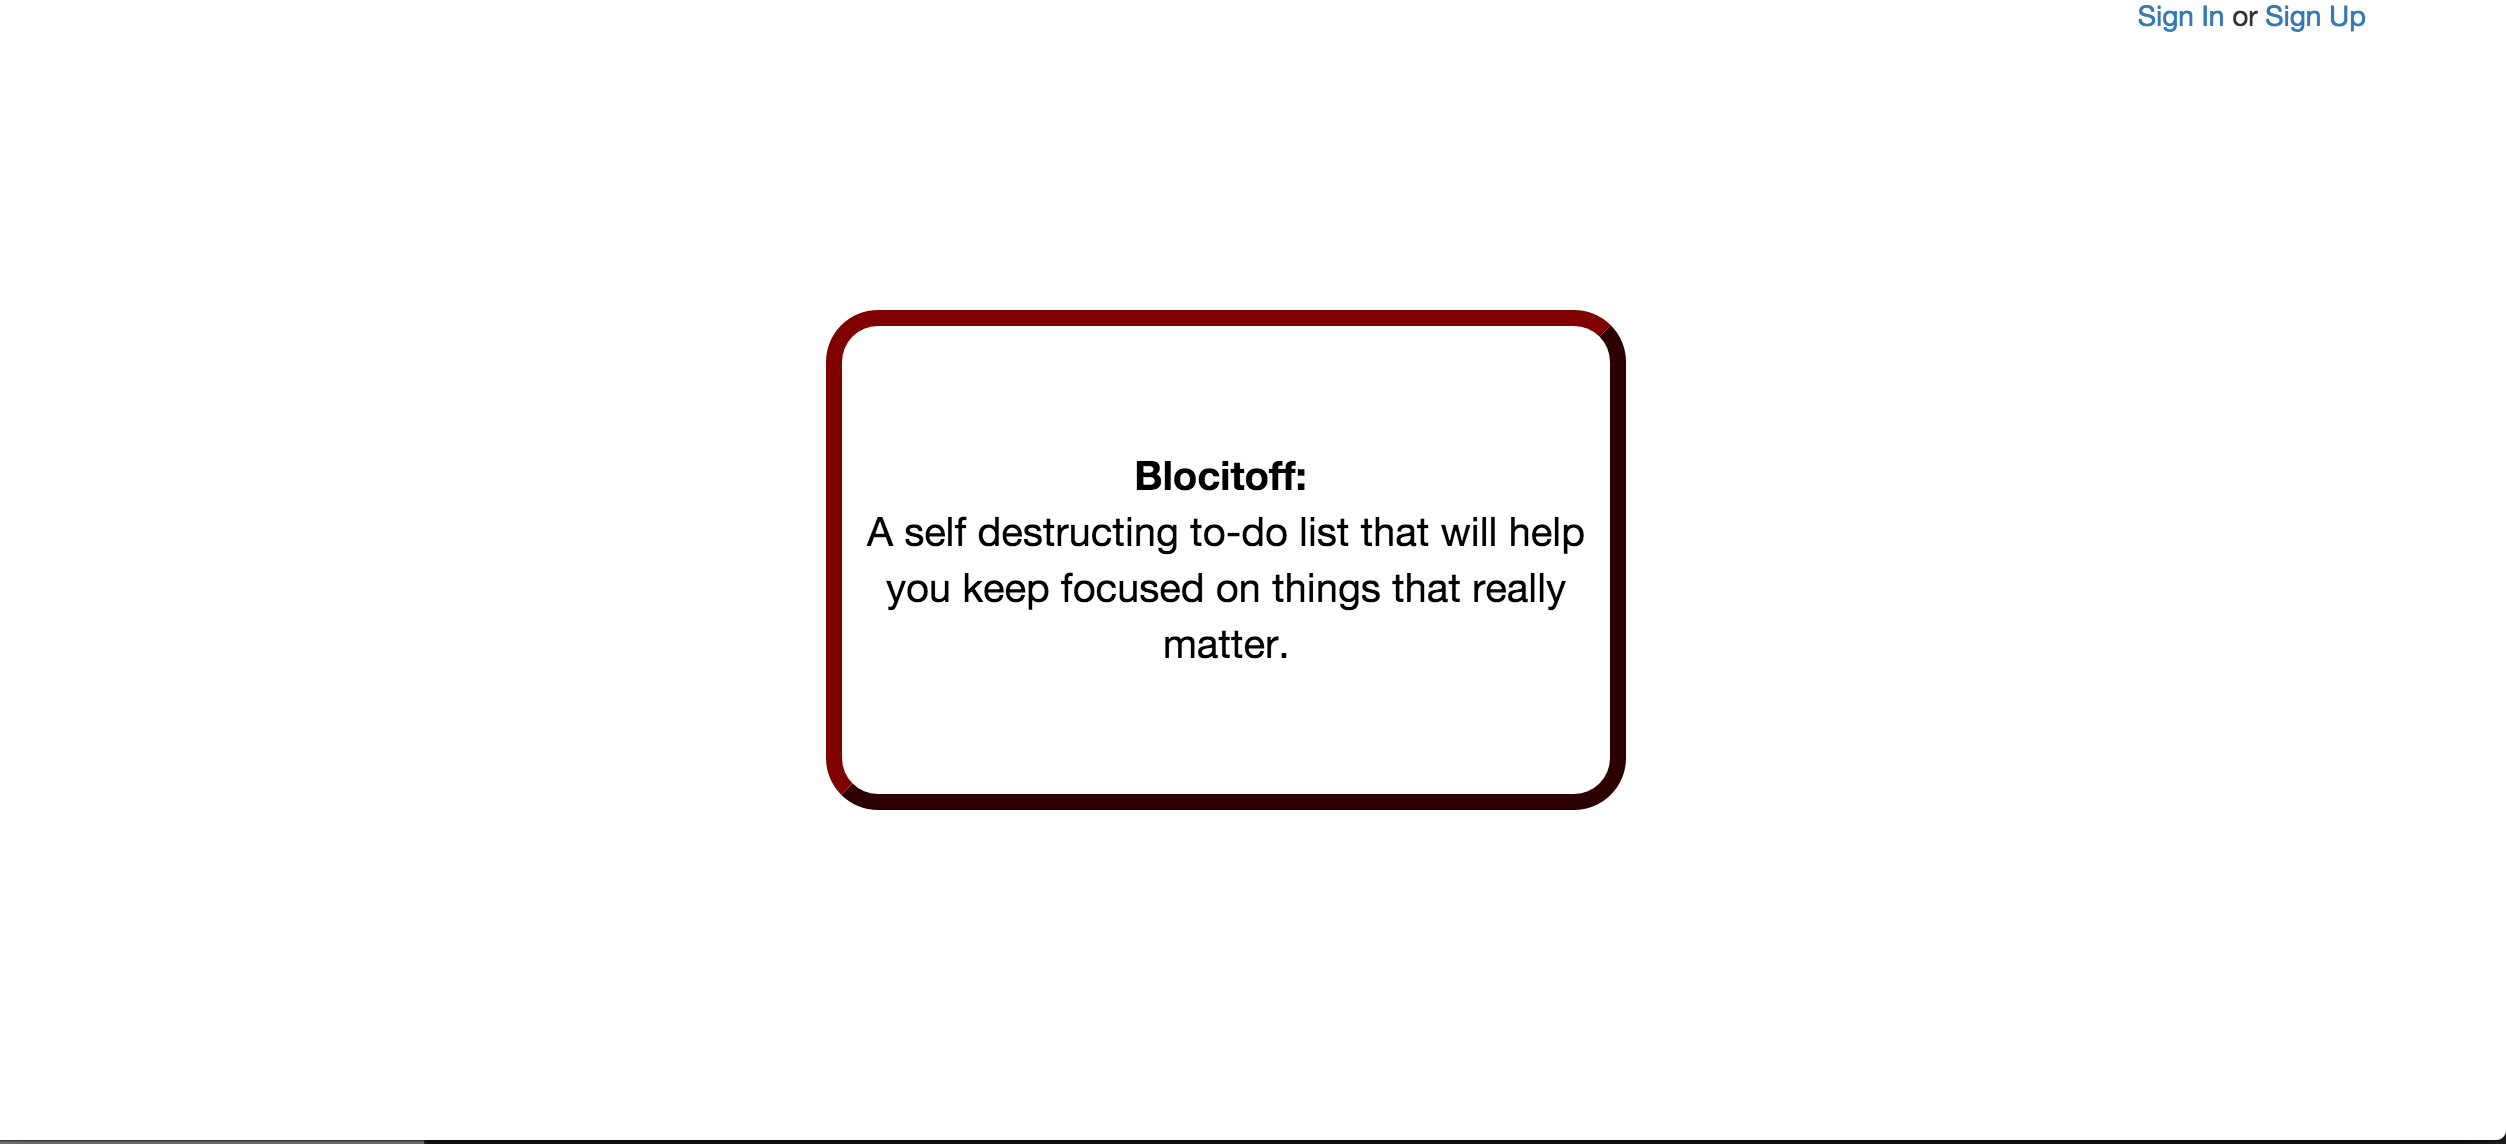 Sign In or Sign Up
Blocitoff:
A self destructing to-do list that will help
you keep focused on things that really
matter.